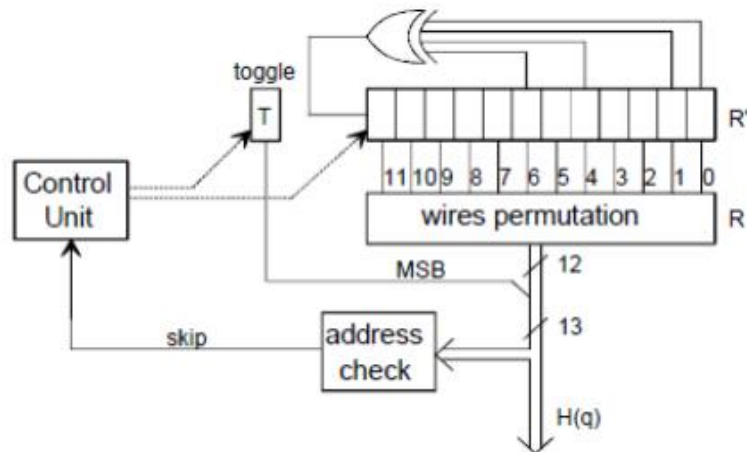 toggle
T
R'
11 10 9 8 7 6 5 4 3 2 1 0
Control
Unit
wires permutation
R
12
MSB
13
address
check
skip
H(q)